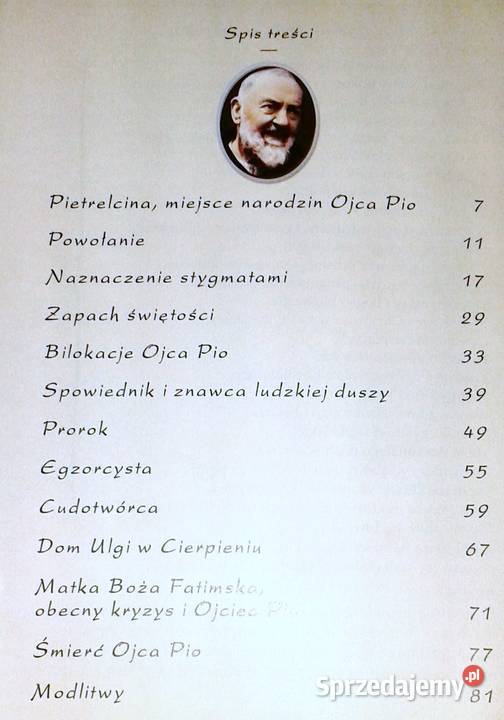 Spis treści
Pietrelcina, miejsce narodzin Ojca Pio 7
Powołanie 11
Naznaczenie stygmatami 17
Zapach świętości 29
Bilokacje Ojca Pio 33
Spowiednik i znawca ludzkiej duszy 39
Prorok 49
Egzorcysta 55
Cudotwórca 59
Dom Ulgi w Cierpieniu 67
Matka Boża Fatimska,
obecny kryzys i Ojciec Pio 71
Śmierć Ojca Pio 77
Modlitwy 81
Sprzedajemy.pl